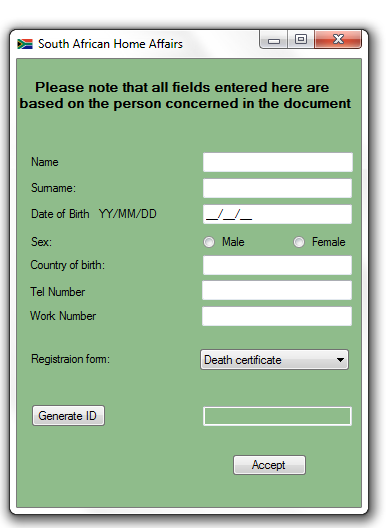 South African Home Affairs
Please note that all fields entered here are
based on the person concerned in the document
Name
Surname:
Date of Birth YY/MM/DD
__/__/__
Sex:
Male
Female
Country of birth:
Tel Number
Work Number
Registraion form:
Death certificate
Generate ID
Accept